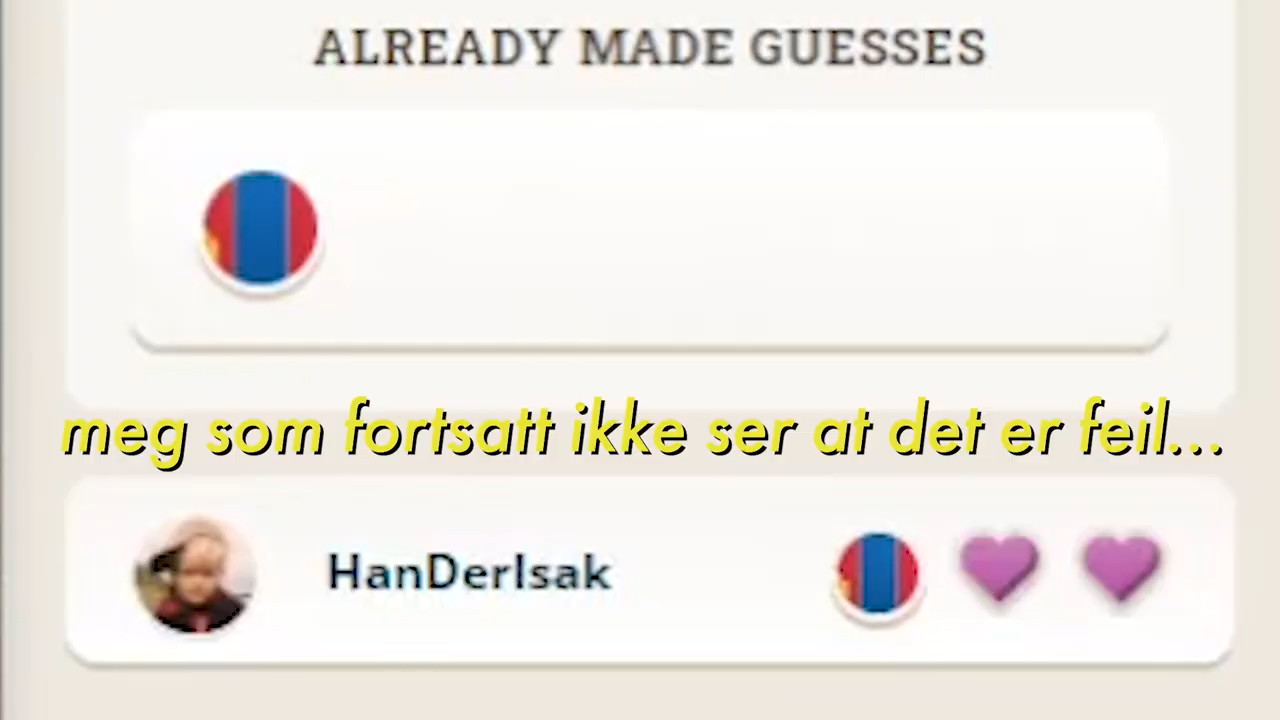 ALREADY MADE GUESSES
meg som fortsatt ikke ser at det er feil...
HanDerIsak